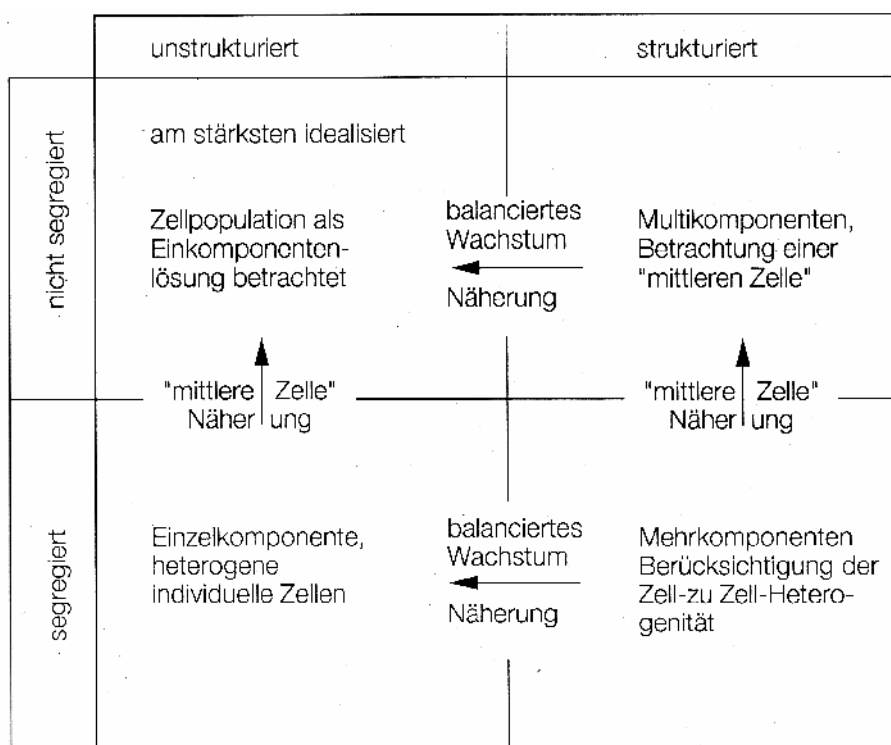 unstrukturiert
strukturiert
nicht segregiert
am stärksten idealisiert
Zellpopulation als
Einkomponenten-
lösung betrachtet
balanciertes
Wachstum
Näherung
Multikomponenten,
Betrachtung einer
"mittleren Zelle"
"mittlere Zelle"
Näherung
"mittlere Zelle"
Näherung
segregiert
Einzelkomponente,
heterogene
individuelle Zellen
balanciertes
Wachstum
Näherung
Mehrkomponenten
Berücksichtigung der
Zell-zu Zell-Hetero-
genität